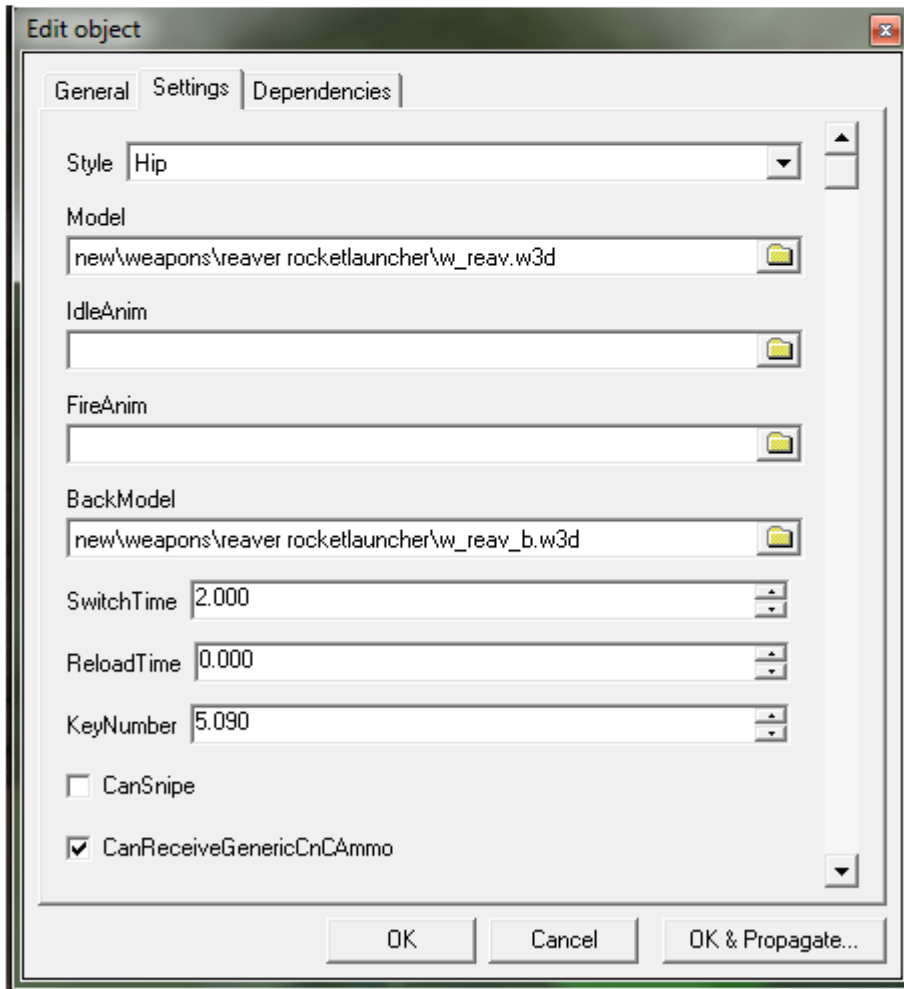 Edit object
General Settings Dependencies
Style Hip
Model
new\weapons\reaver rocketlauncher\w_reav.w3d
IdleAnim
FireAnim
BackModel
new\weapons\reaver rocketlauncher\w_reav_b.w3d
SwitchTime 2.000
ReloadTime 0.000
KeyNumber 5.090
CanSnipe
CanReceiveGenericCnCAmmo
OK Cancel OK & Propagate...